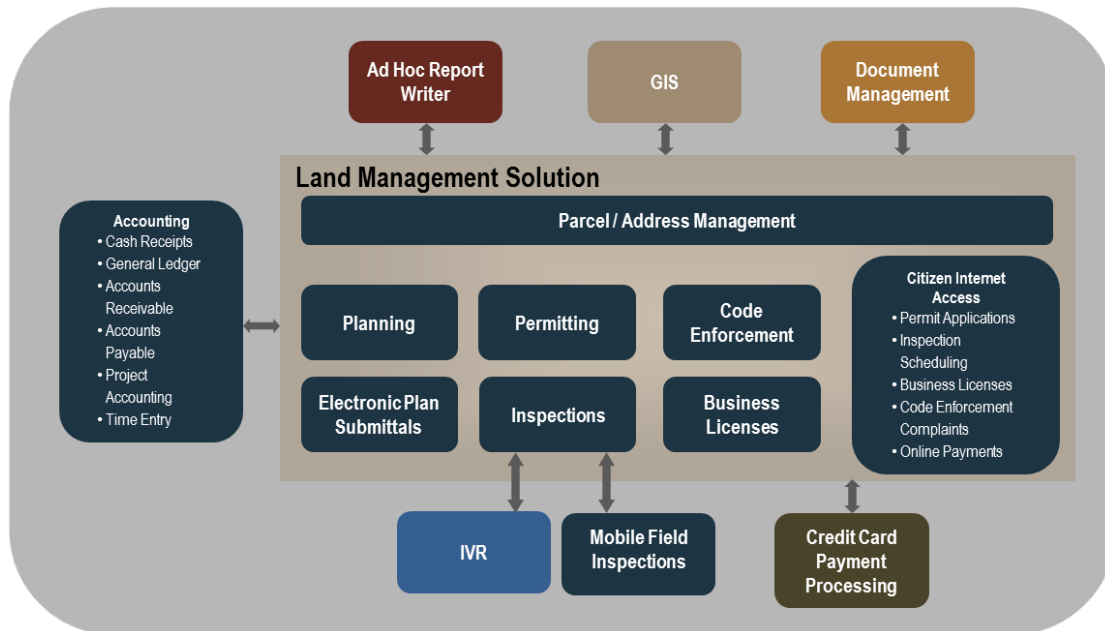 Ad Hoc Report
Writer
GIS
Document
Management
Land Management Solution
Parcel / Address Management
Accounting
• Cash Receipts
• General Ledger
• Accounts
Receivable
• Accounts
Payable
• Project
Accounting
• Time Entry
Planning
Permitting
Code
Enforcement
Electronic Plan
Submittals
Inspections
Business
Licenses
Citizen Internet
Access
• Permit Applications
• Inspection
Scheduling
• Business Licenses
• Code Enforcement
Complaints
• Online Payments
IVR
Mobile Field
Inspections
Credit Card
Payment
Processing